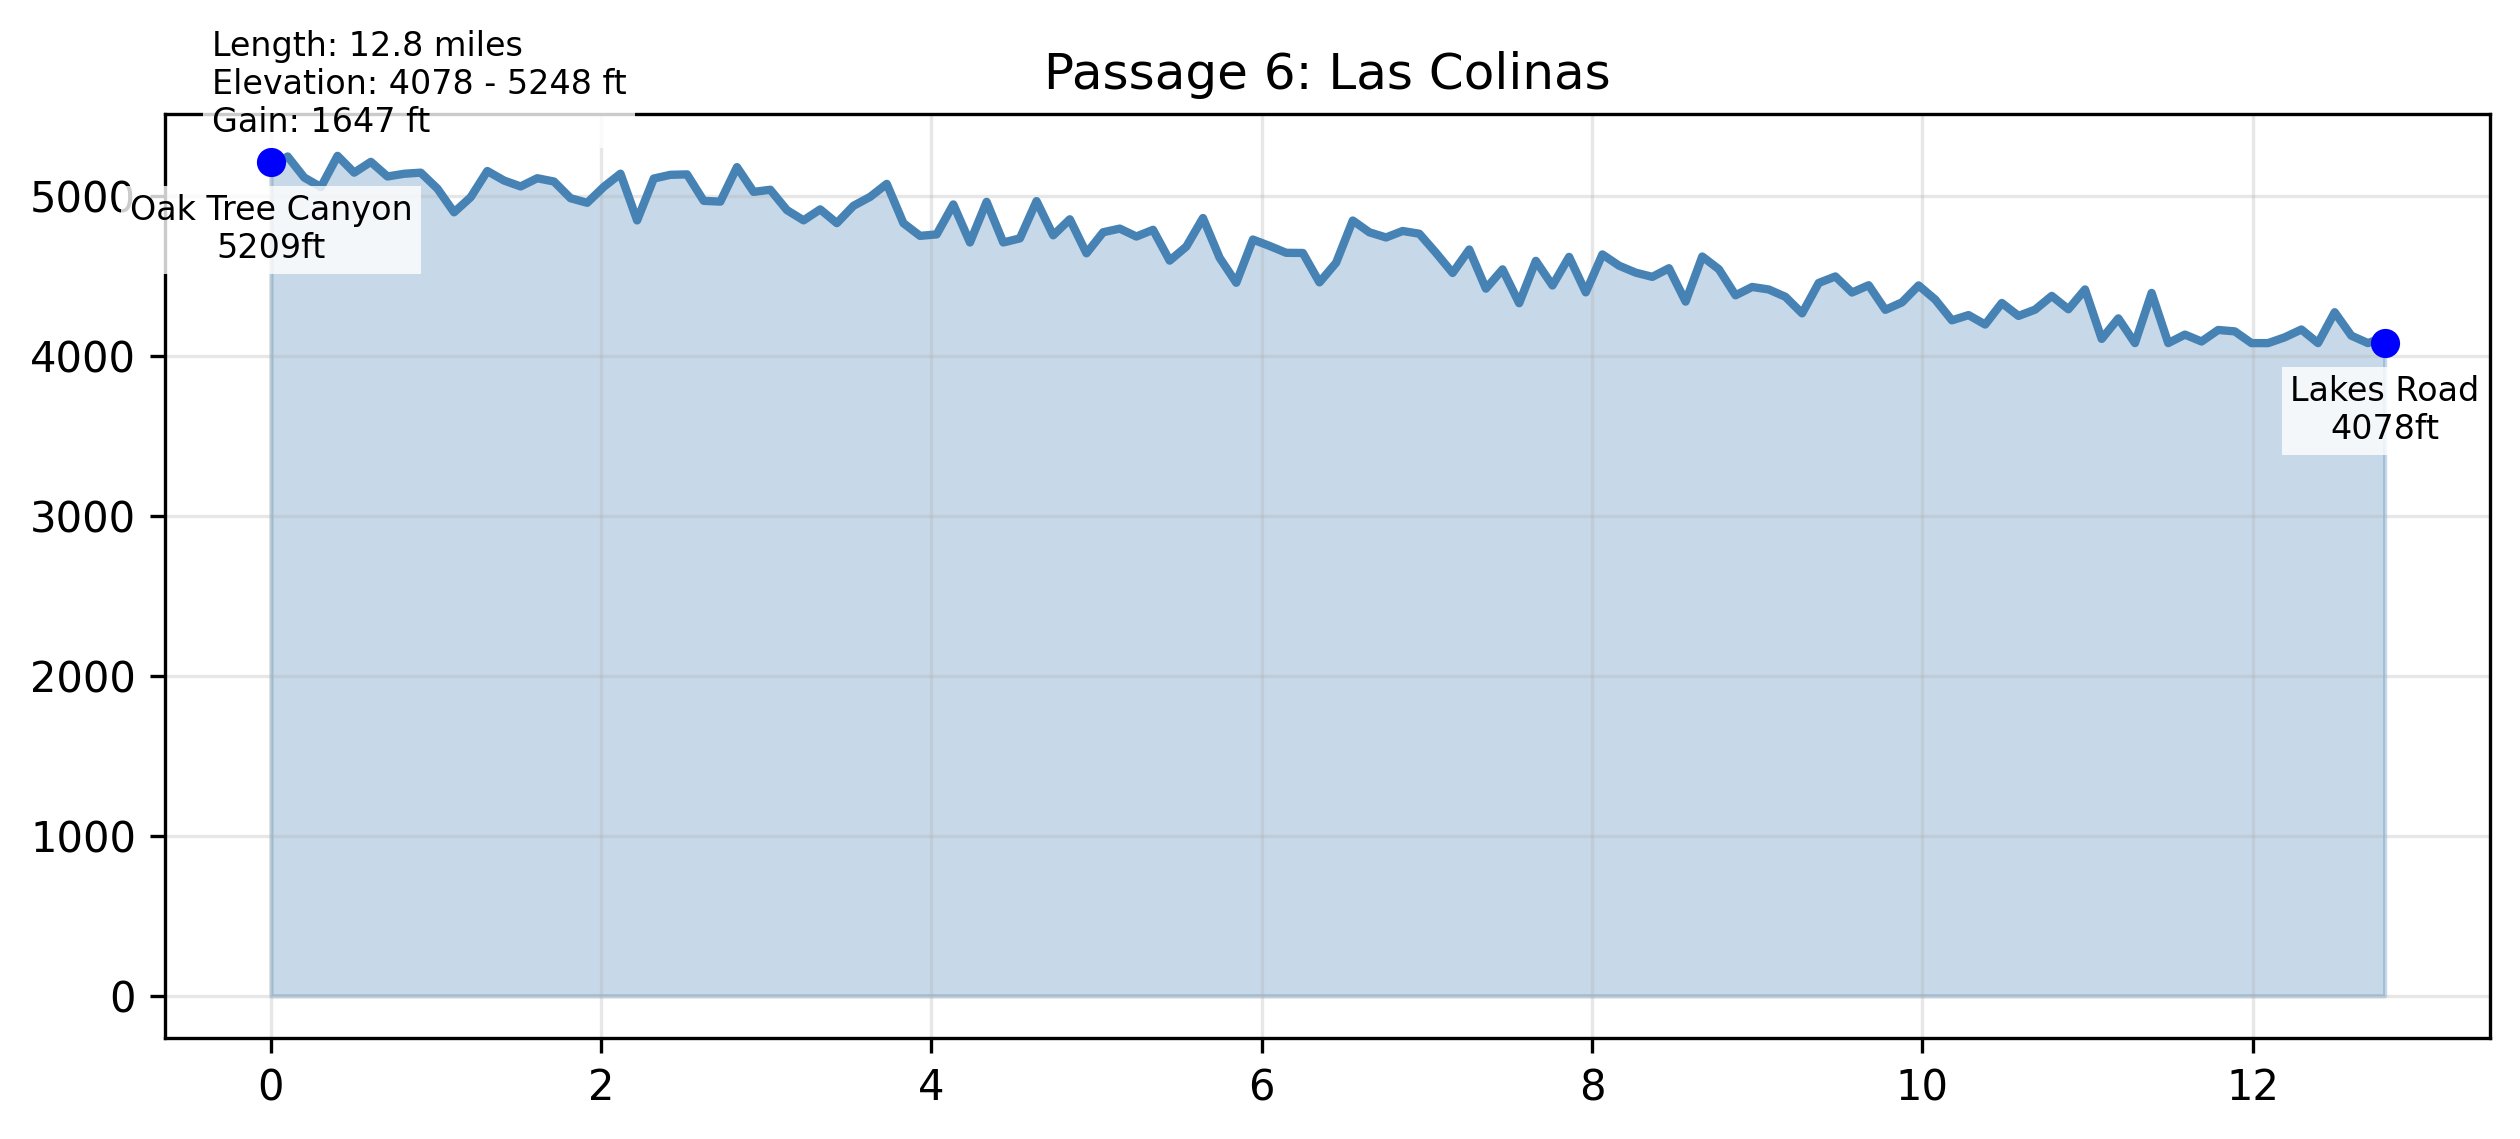 Length: 12.8 miles
Elevation: 4078 - 5248 ft
Gain: 1647 ft
Passage 6: Las Colinas
5000
Oak Tree Canyon
5209ft
4000
Lakes Road
4078ft
3000
2000
1000
0
0 2 4 6 8 10 12